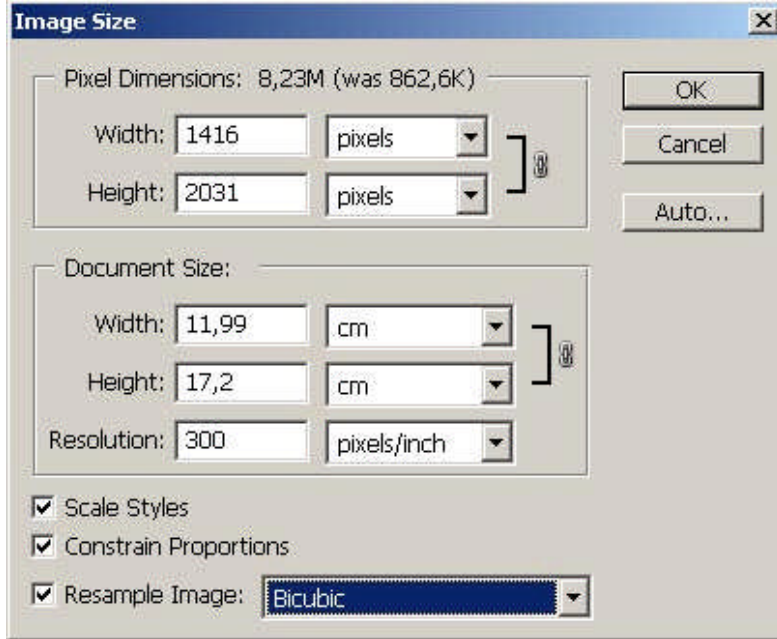 Image Size
Pixel Dimensions: 8,23M (was 862,6K)
OK
Width: 1416 pixels
Cancel
Height: 2031 pixels
Auto...
Document Size:
Width: 11,99 cm
Height: 17,2 cm
Resolution: 300 pixels/inch
Scale Styles
Constrain Proportions
Resample Image: Bicubic